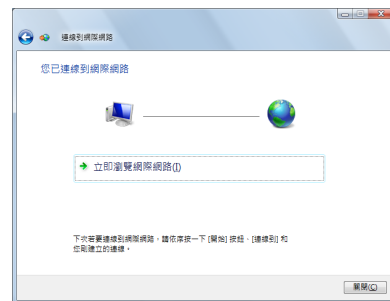 連線到網際網路
您已連線到網際網路
立即瀏覽網際網路(I)
下次若要連線到網際網路，請依序按一下 [開始] 按鈕、[連線到] 和
您剛建立的連線。
關閉(C)